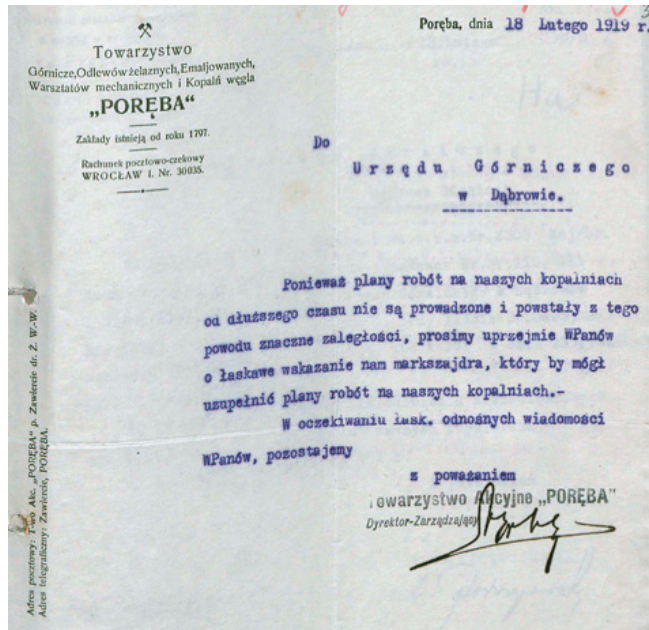 Towarzystwo
Górnicze, Odlewów żelaznych, Emaljowanych,
Warsztatów mechanicznych i Kopalń węgla
„PORĘBA“
Zakłady istnieją od roku 1797.
Rachunek pocztowo-czekowy
WROCŁAW I. Nr. 30035.
Poręba, dnia 18 Lutego 1919 r.
Do
Urzędu Górniczego
w Dąbrowie.
Ponieważ plany robót na naszych kopalniach
od dłuższego czasu nie są prowadzone i powstały z tego
powodu znaczne zaległości, prosimy uprzejmie WPanów
o łaskawe wskazanie nam markszajdra, który by mógł
uzupełnić plany robót na naszych kopalniach.-
W oczekiwaniu łask. odnośnych wiadomości
WPanów, pozostajemy
z poważaniem
Towarzystwo Akcyjne „PORĘBA“
Dyrektor-Zarządzający
Adres pocztowy: T-wo Akc. „PORĘBA“ p. Zawiercie dr. Ż. W.-W.
Adres telegraficzny: Zawiercie, PORĘBA.